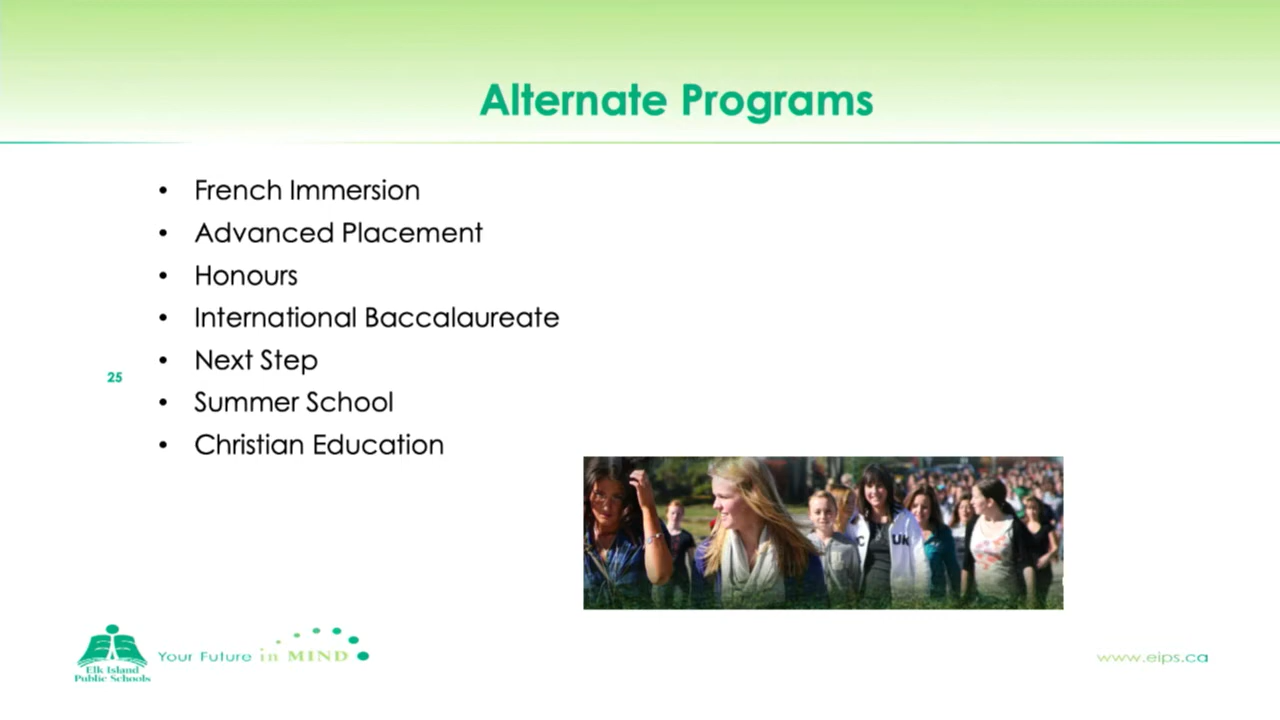 Alternate Programs
• French Immersion
• Advanced Placement
• Honours
• International Baccalaureate
• Next Step
25
• Summer School
• Christian Education
C UK
Your Future in MIND
Elk Island
Public Schools
www.eips.ca